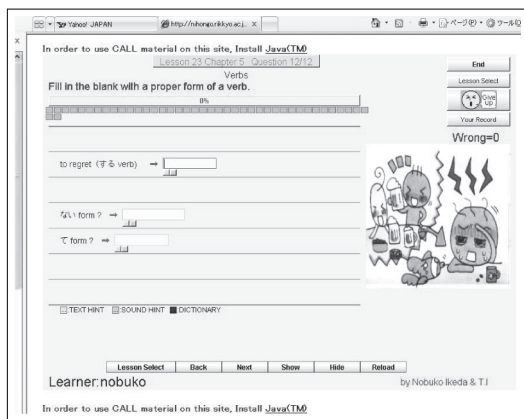 Yahoo! JAPAN
http://nihongo.rikkyo.ac.j...
ページ(P)
ツール(O)
In order to use CALL material on this site, Install Java(TM)
Lesson 23 Chapter 5 Question 12/12
Verbs
Fill in the blank with a proper form of a verb.
0%
to regret (する verb) ➡
ない form ? ➡
て form ? ➡
TEXT HINT SOUND HINT DICTIONARY
End
Lesson Select
Give up
Your Record
Wrong=0
Lesson Select Back Next Show Hide Reload
Learner:nobuko
by Nobuko Ikeda & T.I
In order to use CALL material on this site, Install Java(TM)